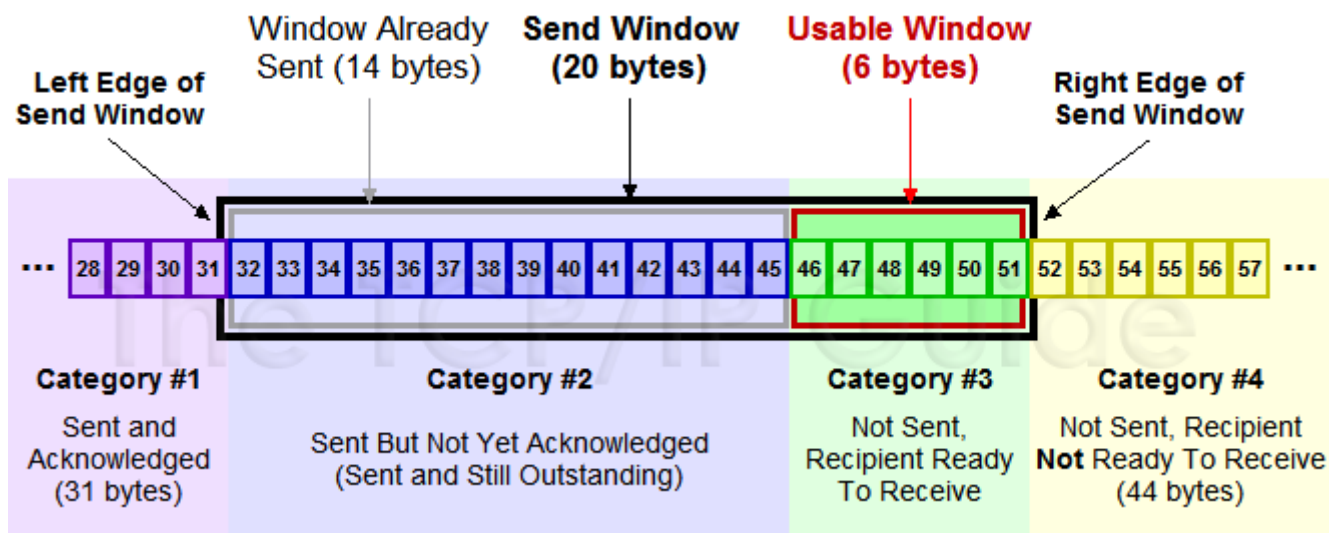 Window Already
Sent (14 bytes)
Send Window
(20 bytes)
Usable Window
(6 bytes)
Left Edge of
Send Window
Right Edge of
Send Window
... 28 29 30 31 32 33 34 35 36 37 38 39 40 41 42 43 44 45 46 47 48 49 50 51 52 53 54 55 56 57 ...
The TCP/IP Guide
Category #1
Sent and
Acknowledged
(31 bytes)
Category #2
Sent But Not Yet Acknowledged
(Sent and Still Outstanding)
Category #3
Not Sent,
Recipient Ready
To Receive
Category #4
Not Sent, Recipient
Not Ready To Receive
(44 bytes)